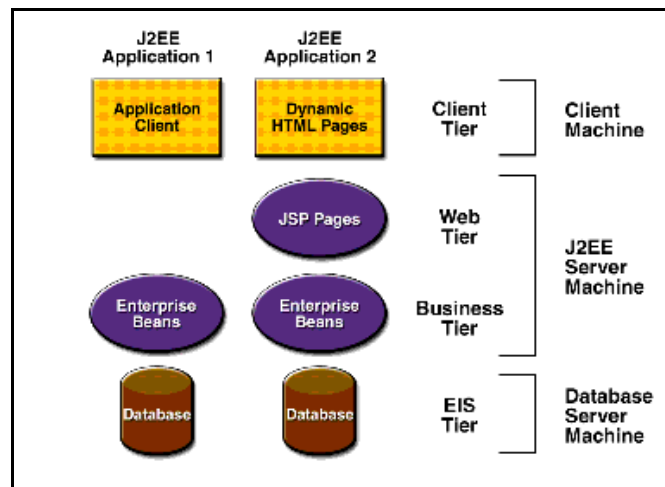 J2EE
Application 1
J2EE
Application 2
Application
Client
Dynamic
HTML Pages
Client
Tier
Client
Machine
JSP Pages
Web
Tier
J2EE
Server
Machine
Enterprise
Beans
Enterprise
Beans
Business
Tier
Database
Database
EIS
Tier
Database
Server
Machine